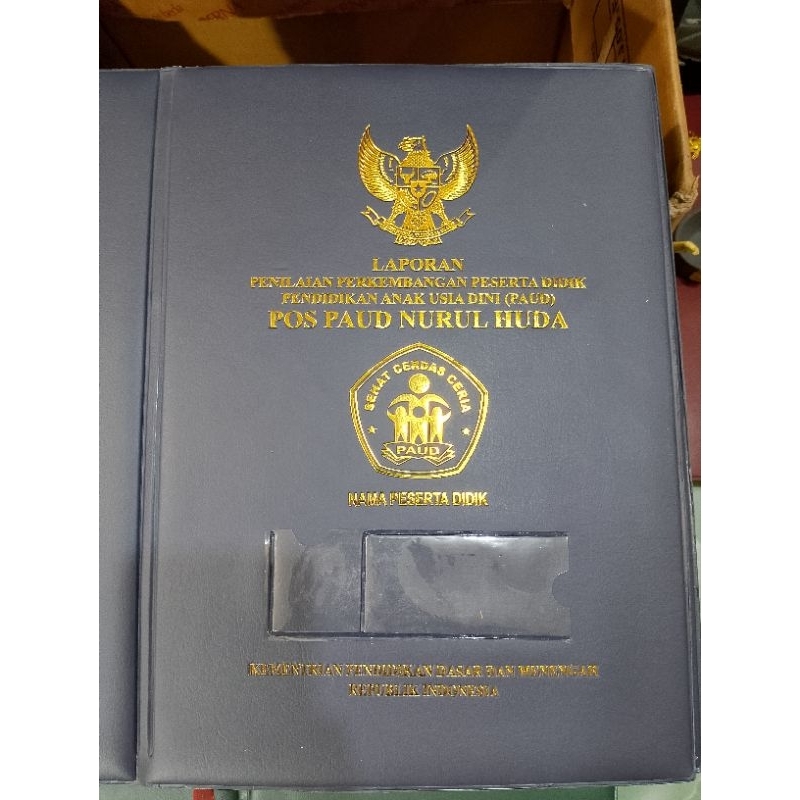 LAPORAN
PENILAIAN PERKEMBANGAN PESERTA DIDIK
PENDIDIKAN ANAK USIA DINI (PAUD)
POS PAUD NURUL HUDA
SEHAT CERDAS CERIA
PAUD
NAMA PESERTA DIDIK
KEMENTRIAN PENDIDIKAN DASAR DAN MENENGAH
REPUBLIK INDONESIA